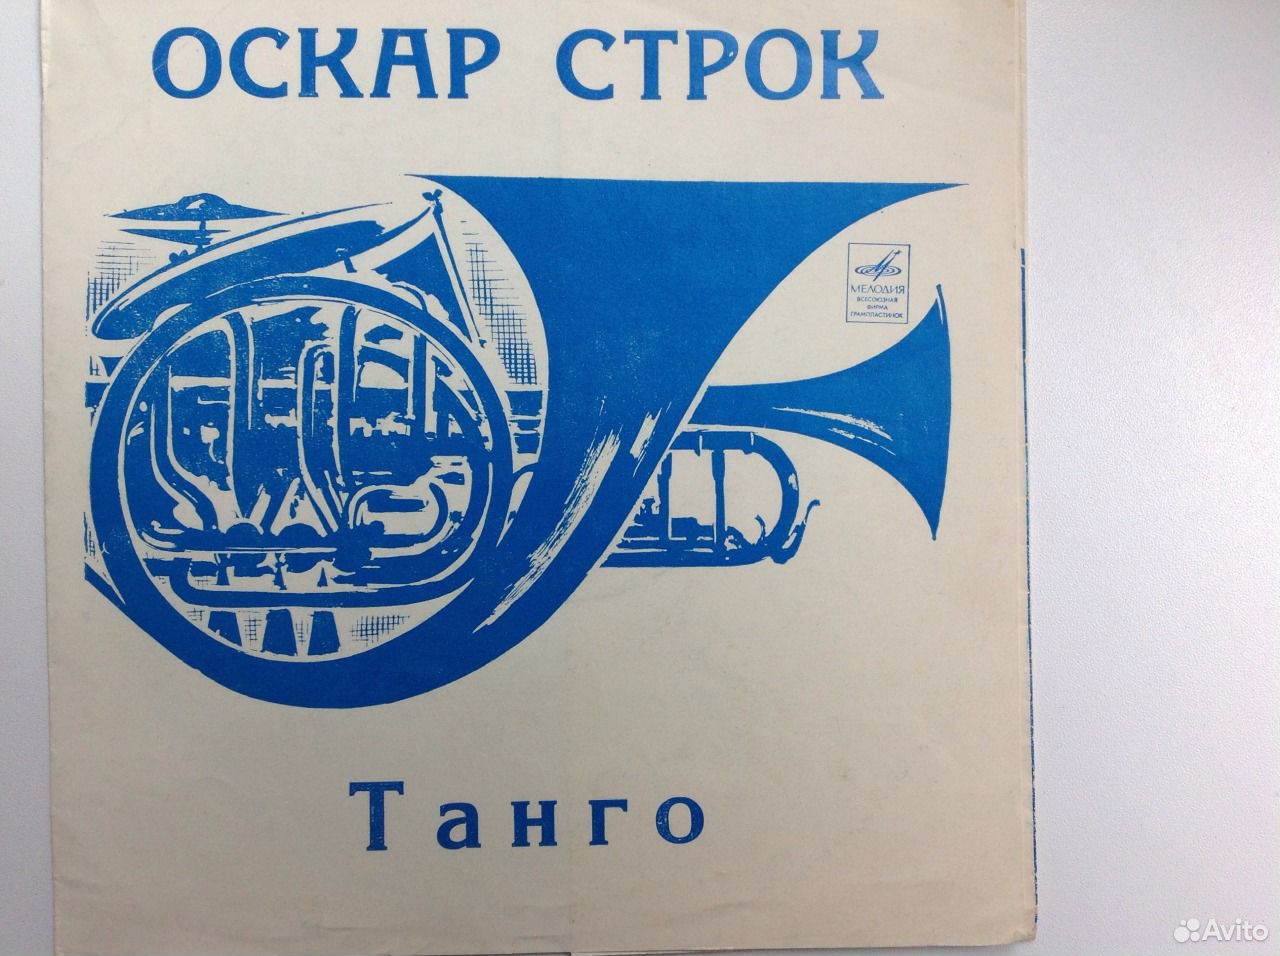 ОСКАР СТРОК
МЕЛОДИЯ
ВСЕСОЮЗНАЯ
ФИРМА
ГРАМПЛАСТИНОК
Танго
Avito